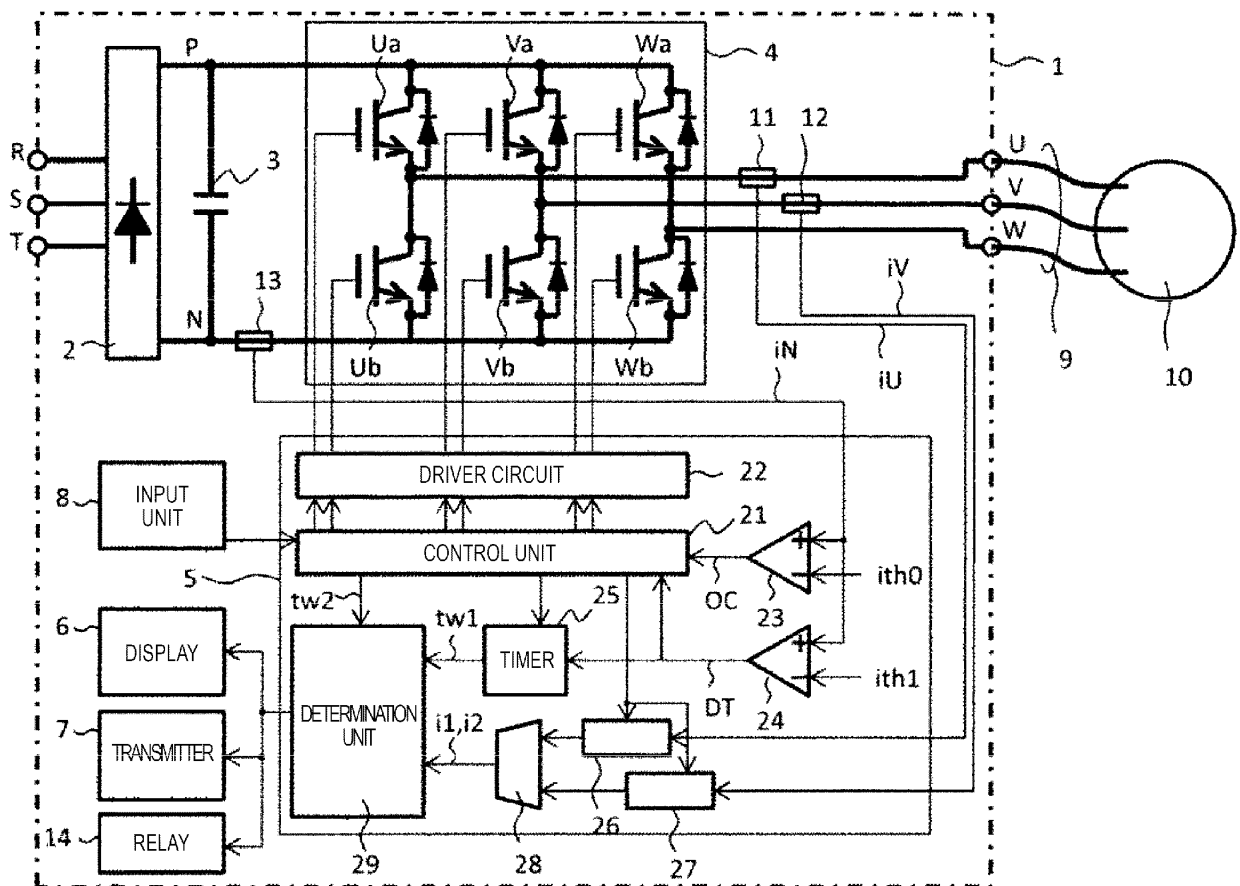 P
Ua
Va
Wa
4
1
R
S
T
3
11
12
U
V
W
13
N
2
Ub
Vb
Wb
iN
iV
iU
9
10
8
INPUT
UNIT
DRIVER CIRCUIT
22
21
CONTROL UNIT
5
OC
23
ith0
tw2
25
6
DISPLAY
tw1
TIMER
DT
24
ith1
DETERMINATION
UNIT
7
TRANSMITTER
i1,i2
14
RELAY
29
28
26
27